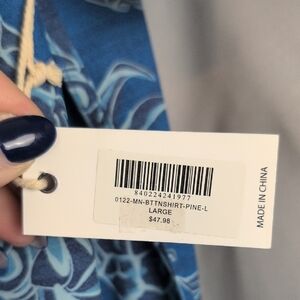 840224241977
0122-MN-BTTNSHIRT-PINE-L
LARGE
$47.98
MADE IN CHINA